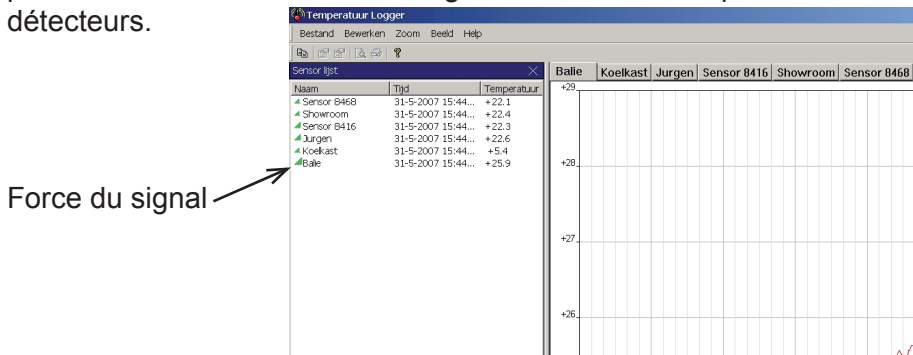 détecteurs.
Temperatuur Logger
Bestand Bewerken Zoom Beeld Help
Sensor lijst
Naam Tijd Temperatuur
Sensor 8468 31-5-2007 15:44... +22.1
Showroom 31-5-2007 15:44... +22.4
Sensor 8416 31-5-2007 15:44... +22.3
Jurgen 31-5-2007 15:44... +22.6
Koelkast 31-5-2007 15:44... +5.4
Balie 31-5-2007 15:44... +25.9
Force du signal
Balie Koelkast Jurgen Sensor 8416 Showroom Sensor 8468
+29
+28
+27
+26